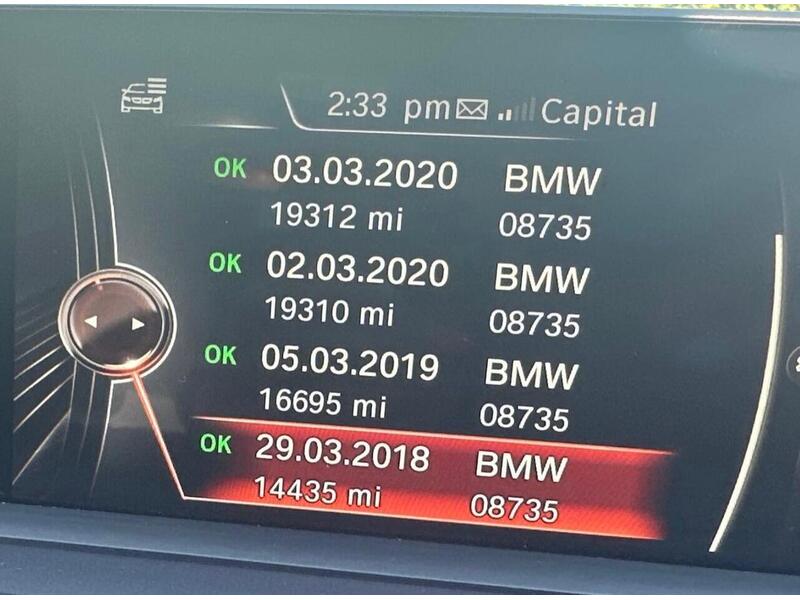 2:33 pm Capital
OK 03.03.2020 BMW
19312 mi 08735
OK 02.03.2020 BMW
19310 mi 08735
OK 05.03.2019 BMW
16695 mi 08735
OK 29.03.2018 BMW
14435 mi 08735